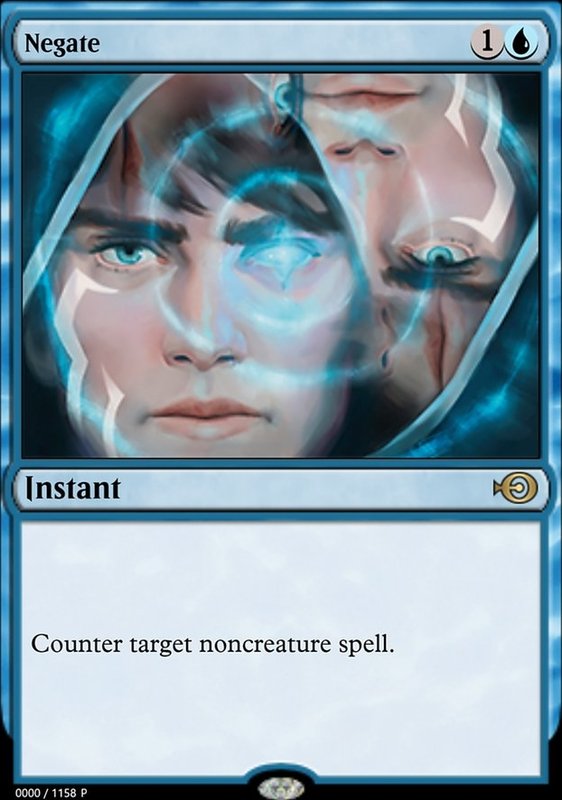 Negate
1
Instant
Counter target noncreature spell.
0000 / 1158 P